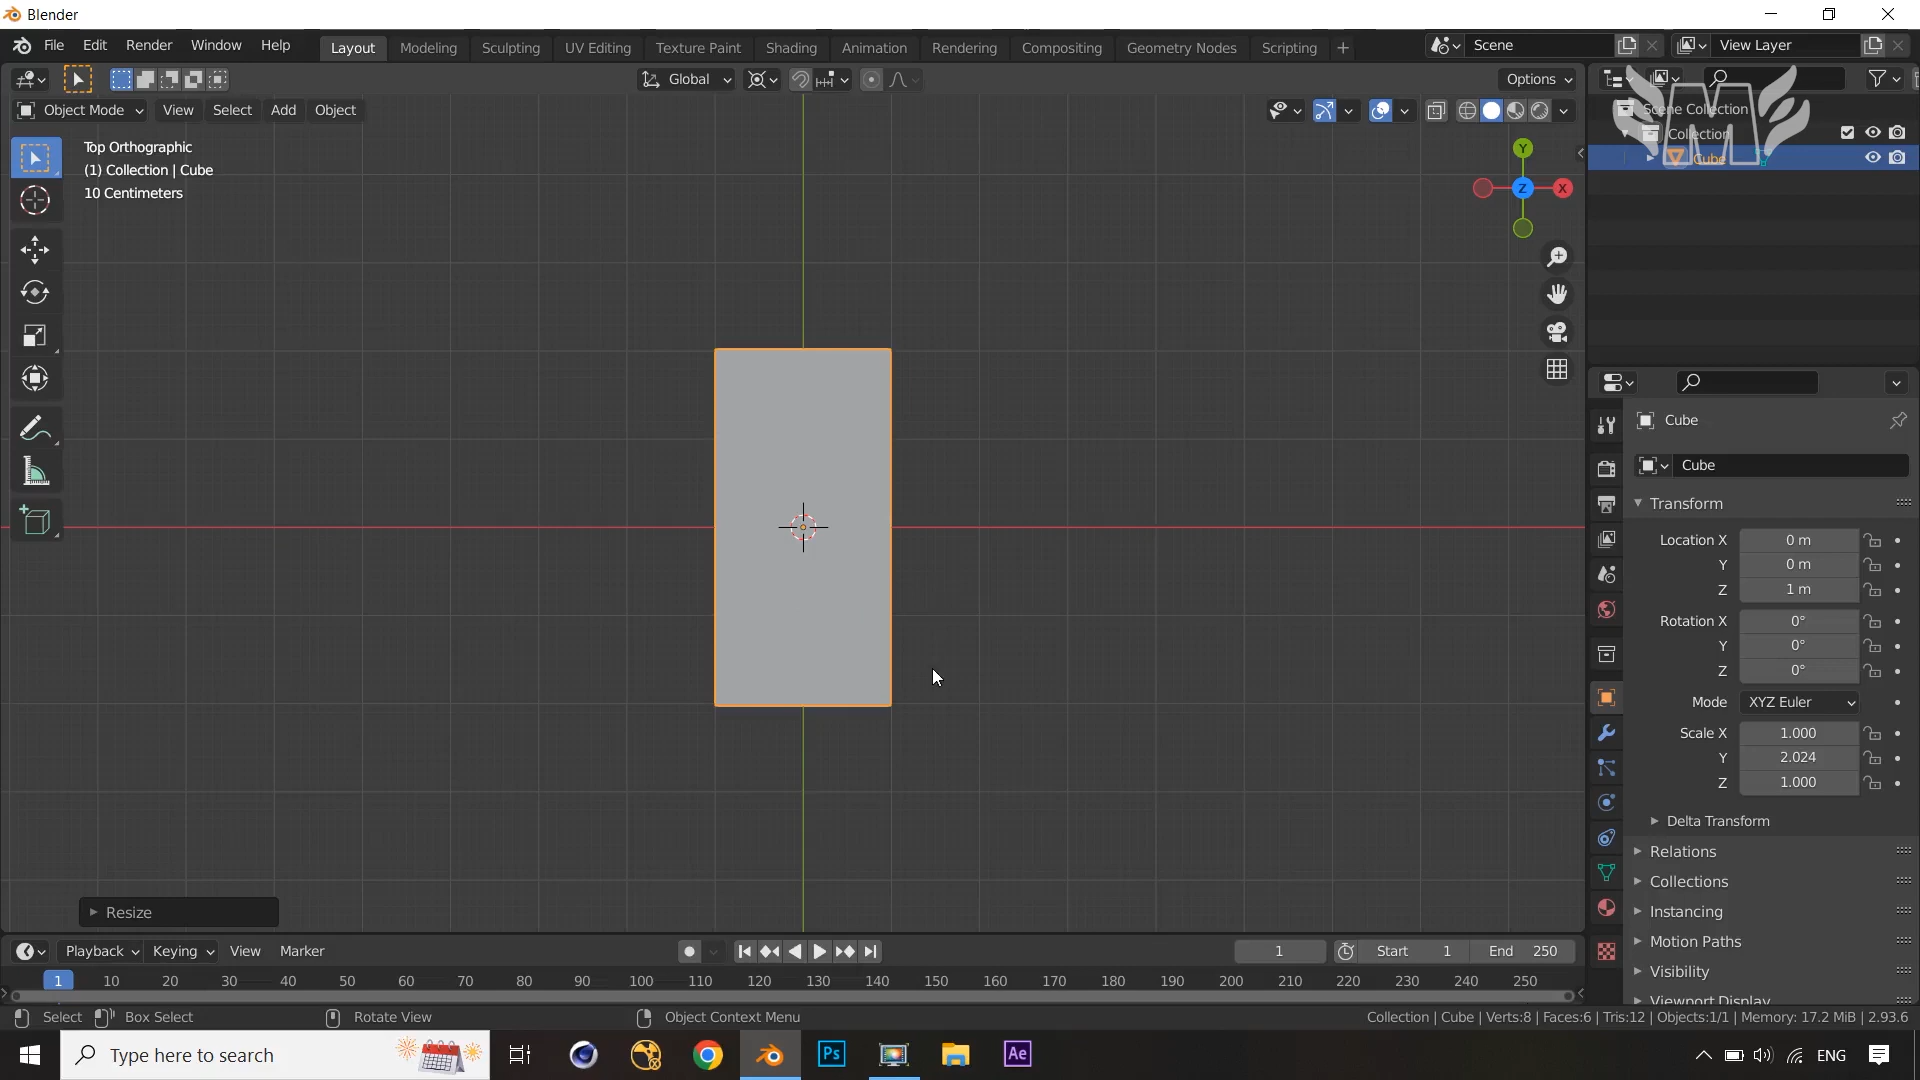 Blender
File Edit Render Window Help Layout Modeling Sculpting UV Editing Texture Paint Shading Animation Rendering Compositing Geometry Nodes Scripting + Scene View Layer
Global Options
Object Mode View Select Add Object
Scene Collection
Collection
Cube
Top Orthographic
(1) Collection | Cube
10 Centimeters
Y
Z X
Cube
Cube
Transform
Location X 0 m
Y 0 m
Z 1 m
Rotation X 0°
Y 0°
Z 0°
Mode XYZ Euler
Scale X 1.000
Y 2.024
Z 1.000
Delta Transform
Relations
Collections
Instancing
Motion Paths
Visibility
Viewport Display
Resize
Playback Keying View Marker 1 Start 1 End 250
1 10 20 30 40 50 60 70 80 90 100 110 120 130 140 150 160 170 180 190 200 210 220 230 240 250
Select Box Select Rotate View Object Context Menu Collection | Cube | Verts:8 | Faces:6 | Tris:12 | Objects:1/1 | Memory: 17.2 MiB | 2.93.6
Type here to search Ps Ae ENG
M